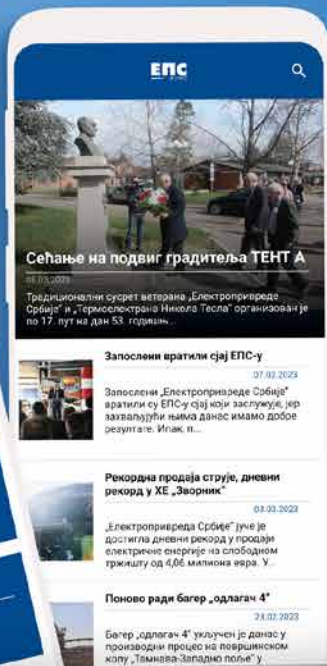 ЕПС
Сећање на подвиг градитеља ТЕНТ А
Традиционални сусрет ветерана „Електропривреде
Србије“ и „Термоелектрана Никола Тесла“ организован је
по 17. пут на дан 53. годишњ...
Запослени вратили сјај ЕПС-у
07.02.2023
Запослени „Електропривреде Србије“
вратили су ЕПС-у сјај који заслужује, јер
захваљујући њима данас имамо добре
резултате. Ипак, п...
Рекордна продаја струје, дневни
рекорд у ХЕ „Зворник“
03.03.2023
„Електропривреда Србије“ јуче је
достигла дневни рекорд у продаји
електричне енергије на слободном
тржишту од 4,06 милиона евра. У...
Поново ради багер „одлагач 4“
23.02.2023
Багер „одлагач 4“ укључен је данас у
производни процес на површинском
копу „Тамнава-Западно поље“ у